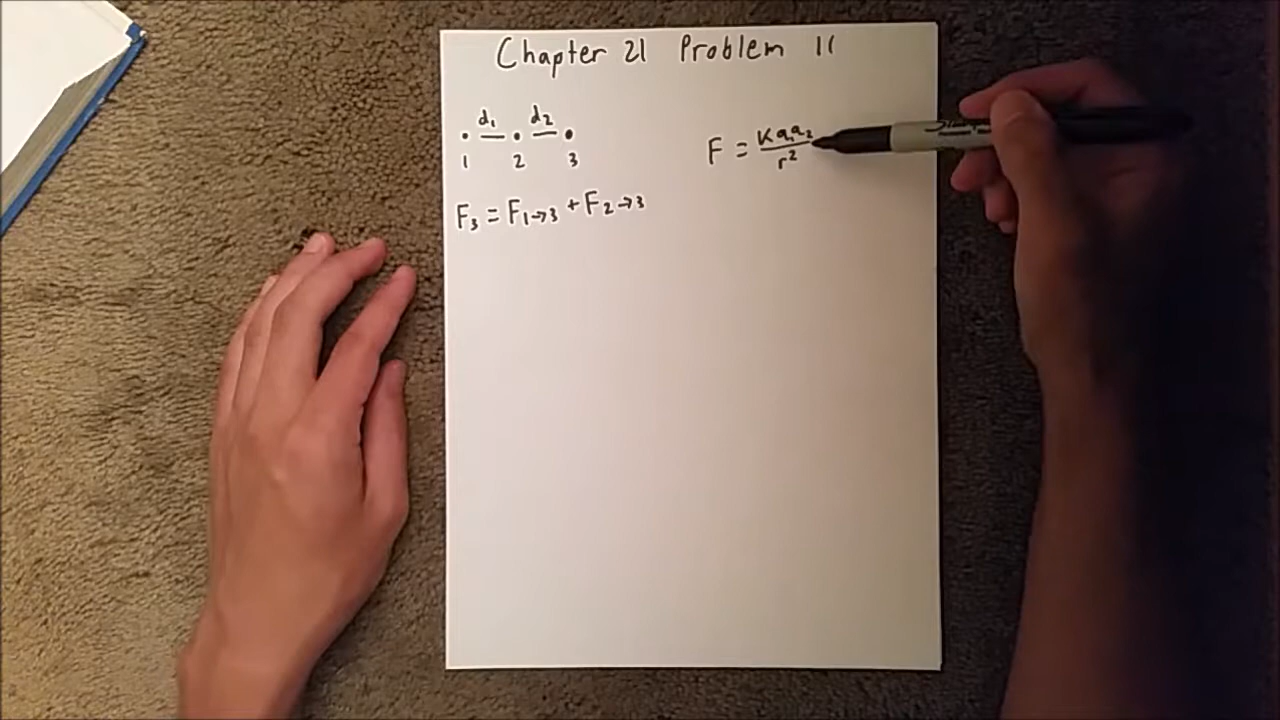 Chapter 21 Problem 11
d₁ d₂
1 2 3
F = Kq₁q₂/r²
F₃ = F₁→₃ + F₂→₃